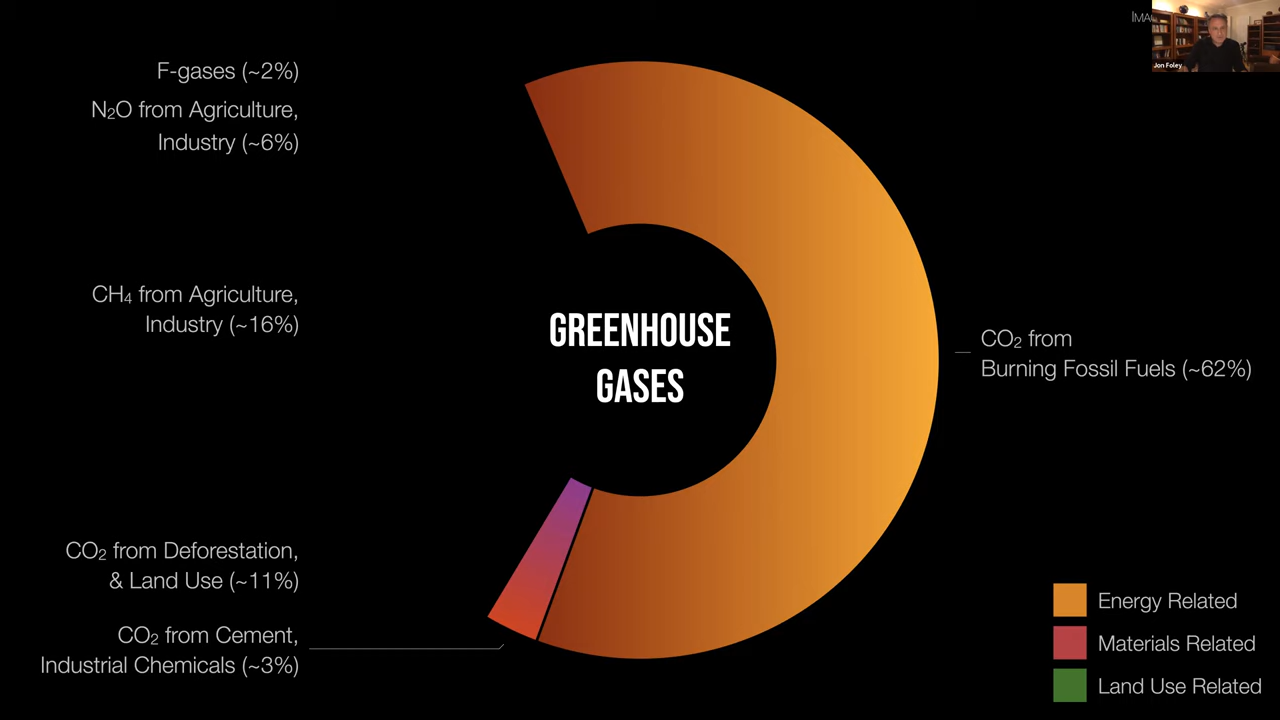 F-gases (~2%)
N₂O from Agriculture,
Industry (~6%)
CH₄ from Agriculture,
Industry (~16%)
CO₂ from Deforestation,
& Land Use (~11%)
CO₂ from Cement,
Industrial Chemicals (~3%)
GREENHOUSE
GASES
CO₂ from
Burning Fossil Fuels (~62%)
Energy Related
Materials Related
Land Use Related
Jon Foley